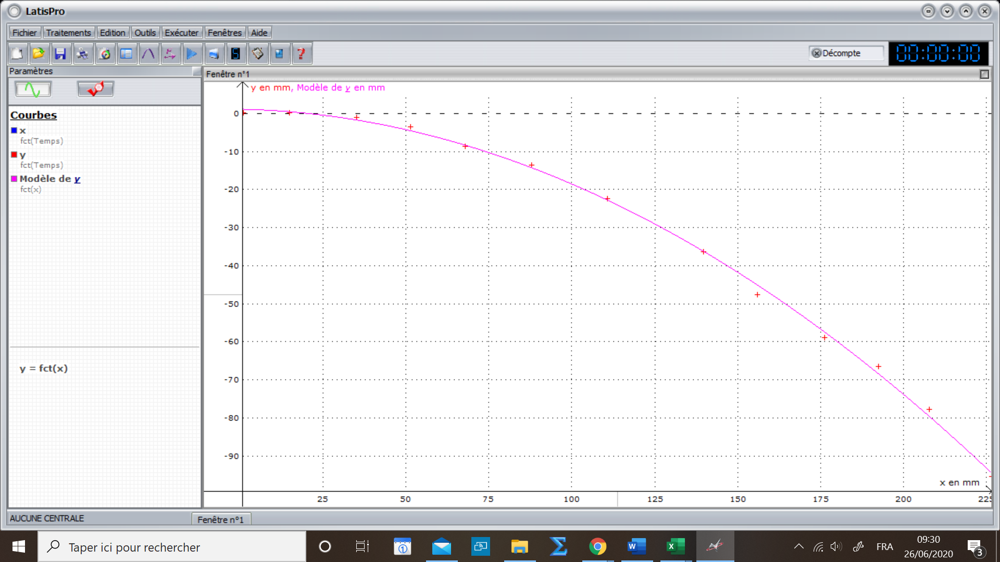 LatisPro
Fichier Traitements Edition Outils Exécuter Fenêtres Aide
Décompte 00:00:00
Paramètres
Fenêtre n°1
Courbes
x
fct(Temps)
y
fct(Temps)
Modèle de y
fct(x)
y = fct(x)
y en mm, Modèle de y en mm
0
-10
-20
-30
-40
-50
-60
-70
-80
-90
x en mm
25 50 75 100 125 150 175 200 225
AUCUNE CENTRALE
Fenêtre n°1
Taper ici pour rechercher
FRA
09:30
26/06/2020
3